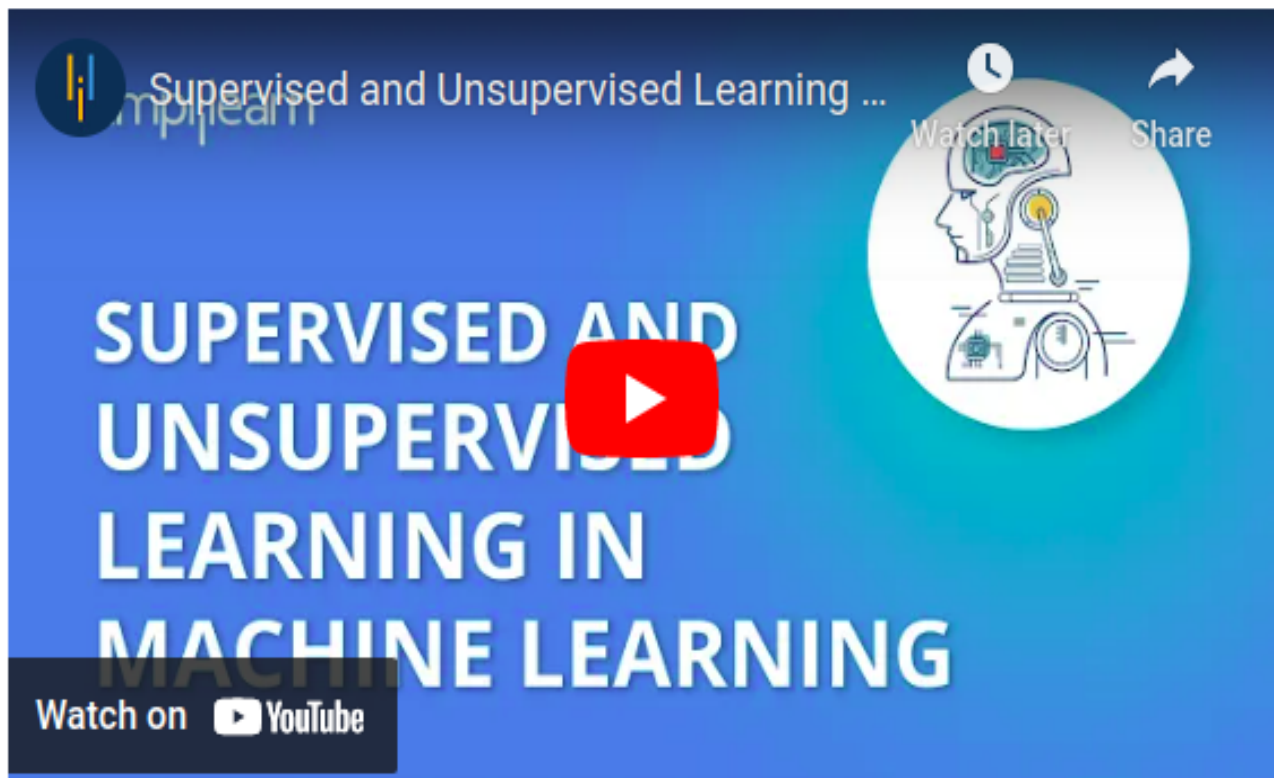 Supervised and Unsupervised Learning ...
Watch later
Share
SUPERVISED AND
UNSUPERVISED
LEARNING IN
MACHINE LEARNING
Watch on YouTube